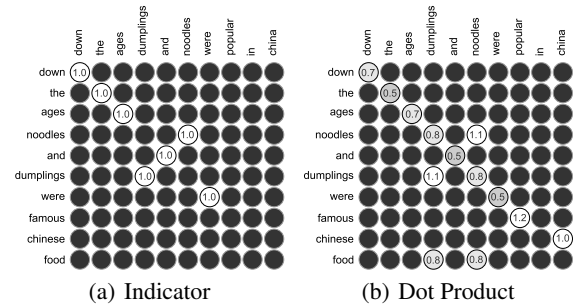 down the ages dumplings and noodles were popular in china
down 1.0
the 1.0
ages 1.0
noodles 1.0
and 1.0
dumplings 1.0
were 1.0
famous
chinese
food
(a) Indicator
down the ages dumplings and noodles were popular in china
down 0.7
the 0.5
ages 0.7
noodles 0.8 1.1
and 0.5
dumplings 1.1 0.8
were 0.5
famous 1.2
chinese 1.0
food 0.8 0.8
(b) Dot Product